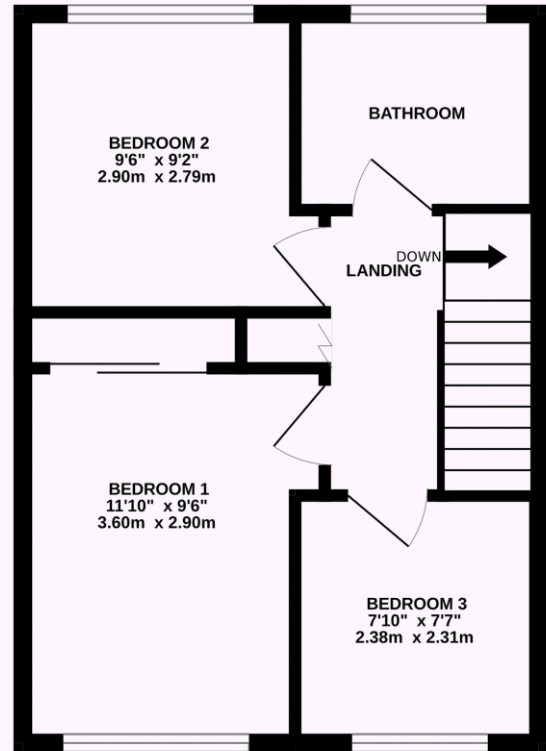 BEDROOM 2
9'6" x 9'2"
2.90m x 2.79m
BATHROOM
DOWN
LANDING
BEDROOM 1
11'10" x 9'6"
3.60m x 2.90m
BEDROOM 3
7'10" x 7'7"
2.38m x 2.31m